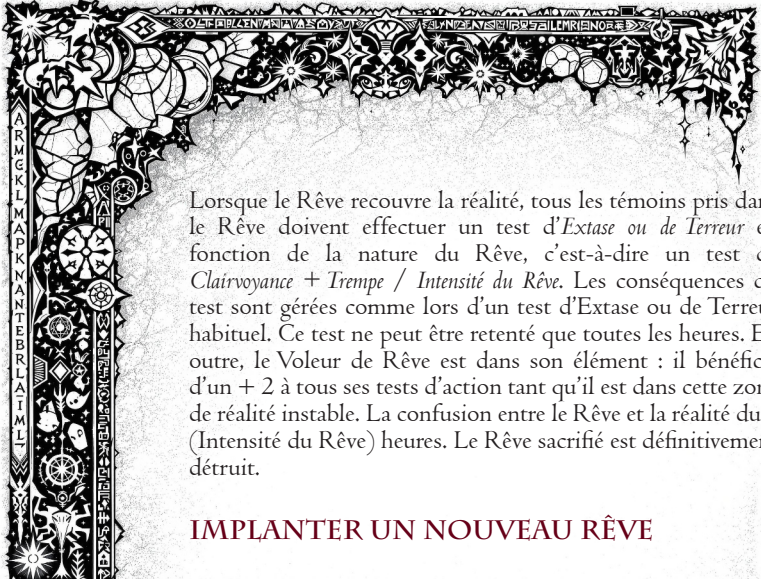 Lorsque le Rêve recouvre la réalité, tous les témoins pris dan
le Rêve doivent effectuer un test d'Extase ou de Terreur e
fonction de la nature du Rêve, c'est-à-dire un test d
Clairvoyance + Trempe / Intensité du Rêve. Les conséquences d
test sont gérées comme lors d'un test d'Extase ou de Terreu
habituel. Ce test ne peut être retenté que toutes les heures. E
outre, le Voleur de Rêve est dans son élément : il bénéfic
d'un + 2 à tous ses tests d'action tant qu'il est dans cette zon
de réalité instable. La confusion entre le Rêve et la réalité du
(Intensité du Rêve) heures. Le Rêve sacrifié est définitivemen
détruit.
IMPLANTER UN NOUVEAU RÊVE